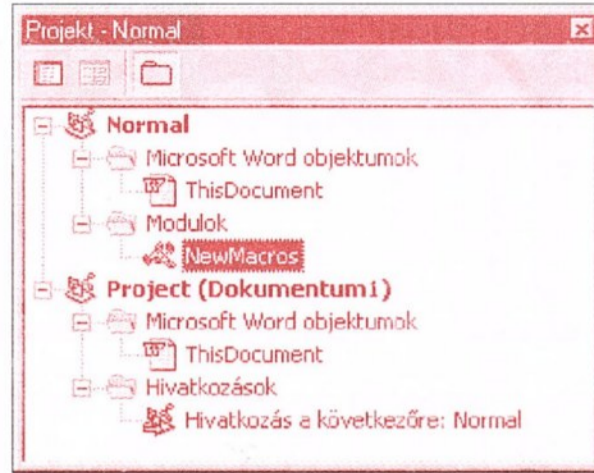 Projekt - Normal
Normal
Microsoft Word objektumok
ThisDocument
Modulok
NewMacros
Project (Dokumentum1)
Microsoft Word objektumok
ThisDocument
Hivatkozások
Hivatkozás a következőre: Normal